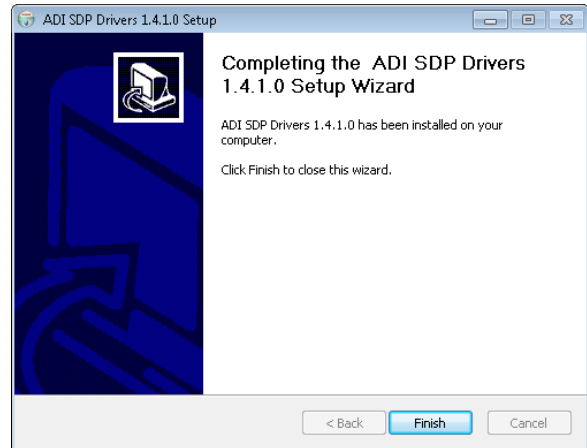 ADI SDP Drivers 1.4.1.0 Setup
Completing the ADI SDP Drivers
1.4.1.0 Setup Wizard
ADI SDP Drivers 1.4.1.0 has been installed on your
computer.
Click Finish to close this wizard.
< Back
Finish
Cancel